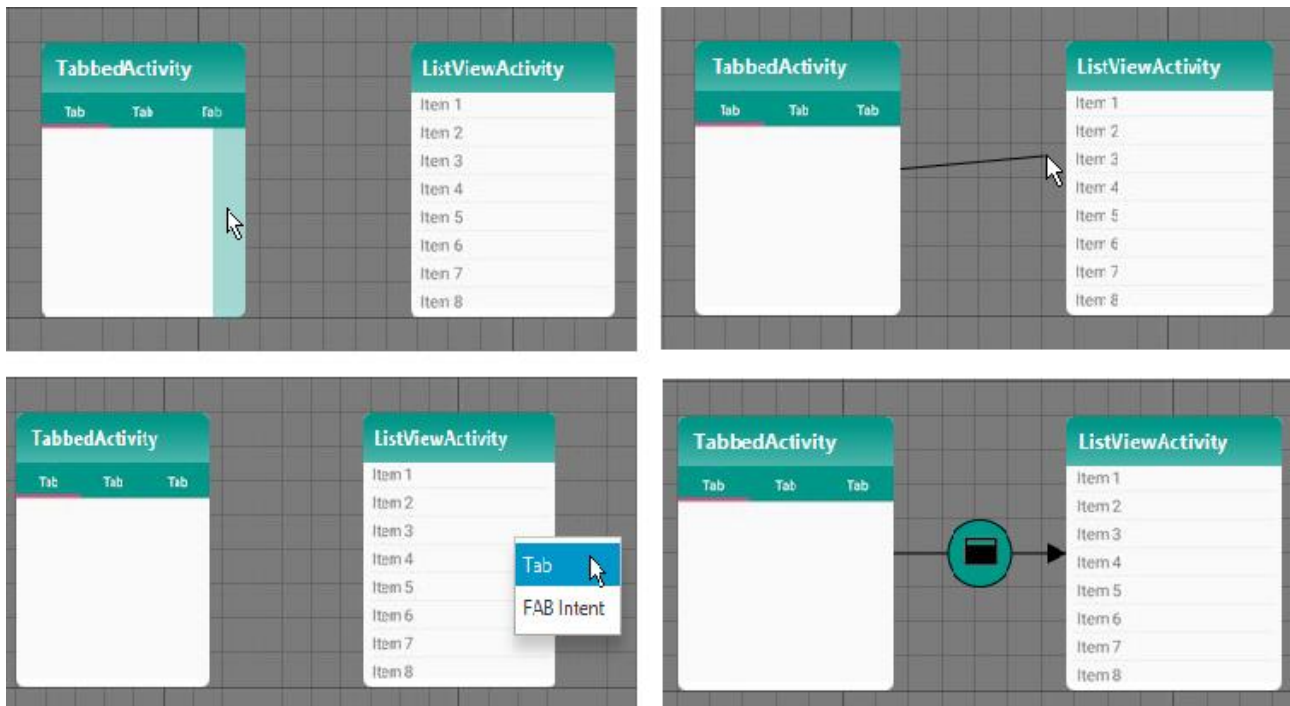 TabbedActivity
Tab Tab Tab
ListViewActivity
Item 1
Item 2
Item 3
Item 4
Item 5
Item 6
Item 7
Item 8
TabbedActivity
Tab Tab Tab
ListViewActivity
Item 1
Item 2
Item 3
Item 4
Item 5
Item 6
Item 7
Item 8
TabbedActivity
Tab Tab Tab
ListViewActivity
Item 1
Item 2
Item 3
Item 4
Item 5
Item 6
Item 7
Item 8
Tab
FAB Intent
TabbedActivity
Tab Tab Tab
ListViewActivity
Item 1
Item 2
Item 3
Item 4
Item 5
Item 6
Item 7
Item 8